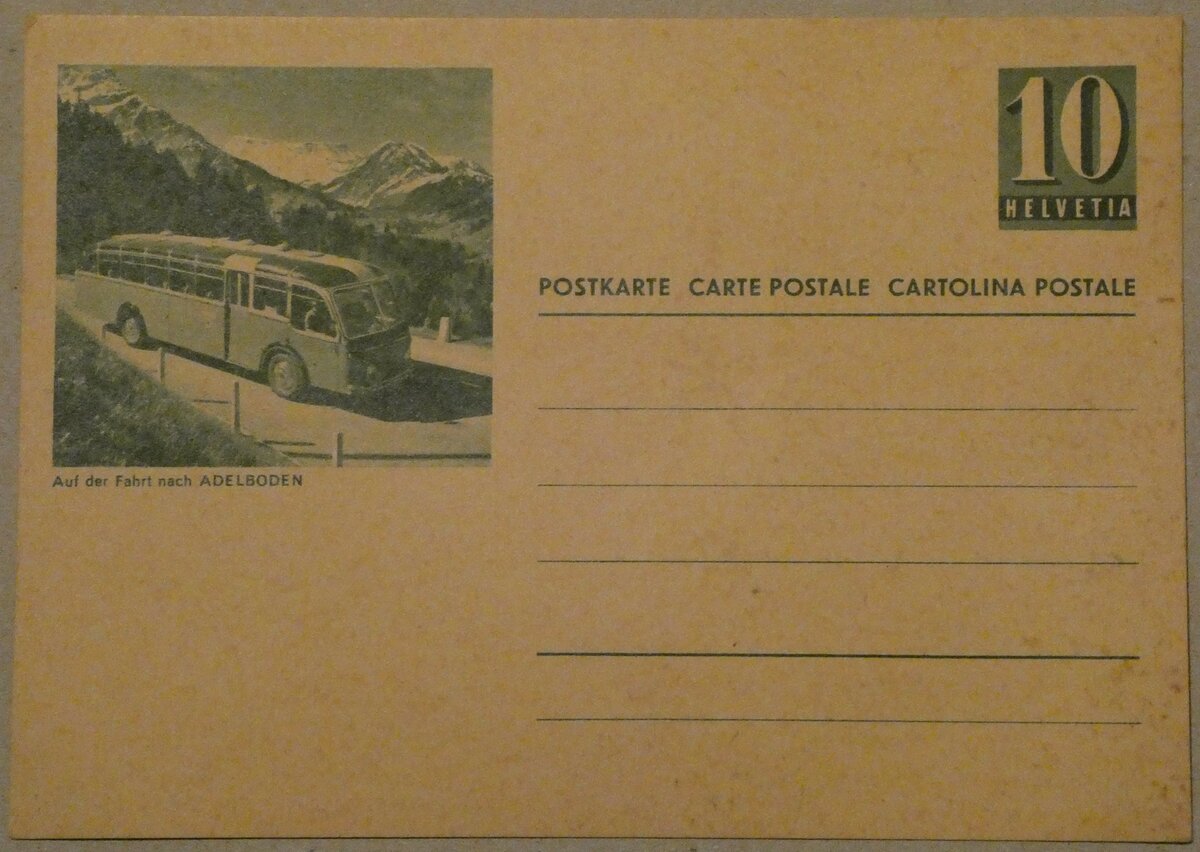 10
HELVETIA
POSTKARTE CARTE POSTALE CARTOLINA POSTALE
Auf der Fahrt nach ADELBODEN